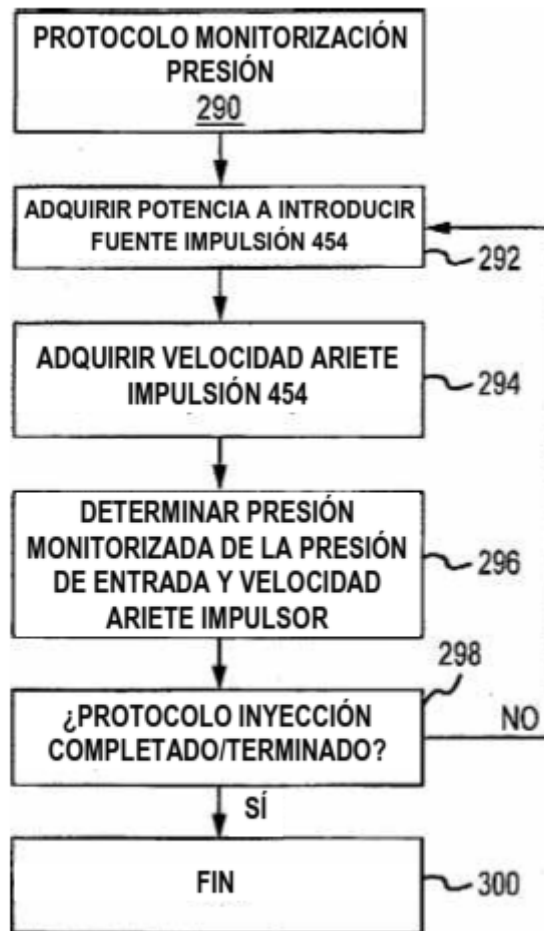 PROTOCOLO MONITORIZACIÓN
PRESIÓN
290
ADQUIRIR POTENCIA A INTRODUCIR
FUENTE IMPULSIÓN 454
292
ADQUIRIR VELOCIDAD ARIETE
IMPULSIÓN 454
294
DETERMINAR PRESIÓN
MONITORIZADA DE LA PRESIÓN
DE ENTRADA Y VELOCIDAD
ARIETE IMPULSOR
296
298
¿PROTOCOLO INYECCIÓN
COMPLETADO/TERMINADO?
NO
SÍ
FIN
300